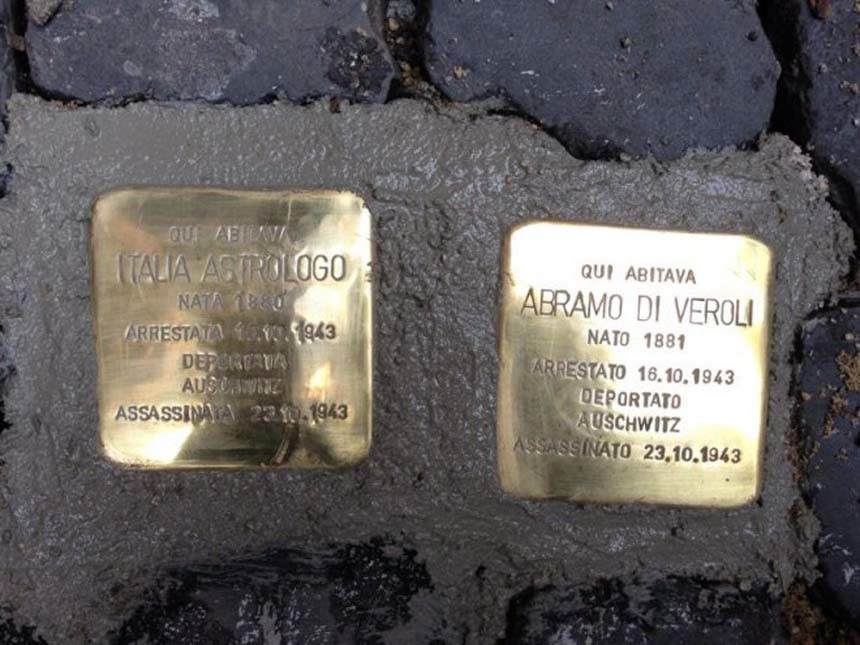 QUI ABITAVA
ITALIA ASTROLOGO
NATA 1880
ARRESTATA 16.10.1943
DEPORTATA
AUSCHWITZ
ASSASSINATA 23.10.1943
QUI ABITAVA
ABRAMO DI VEROLI
NATO 1881
ARRESTATO 16.10.1943
DEPORTATO
AUSCHWITZ
ASSASSINATO 23.10.1943